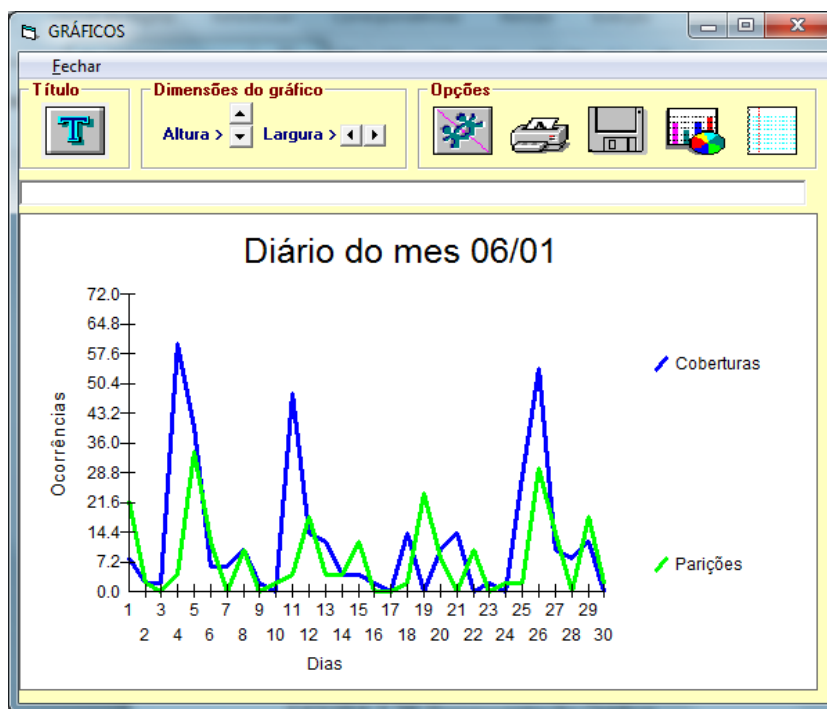 GRÁFICOS
Fechar
Título
Dimensões do gráfico
Opções
Altura >
Largura >
T
Diário do mes 06/01
72.0
64.8
57.6
50.4
43.2
36.0
28.8
21.6
14.4
7.2
0.0
Ocorrências
1 3 5 7 9 11 13 15 17 19 21 23 25 27 29
2 4 6 8 10 12 14 16 18 20 22 24 26 28 30
Dias
Coberturas
Parições